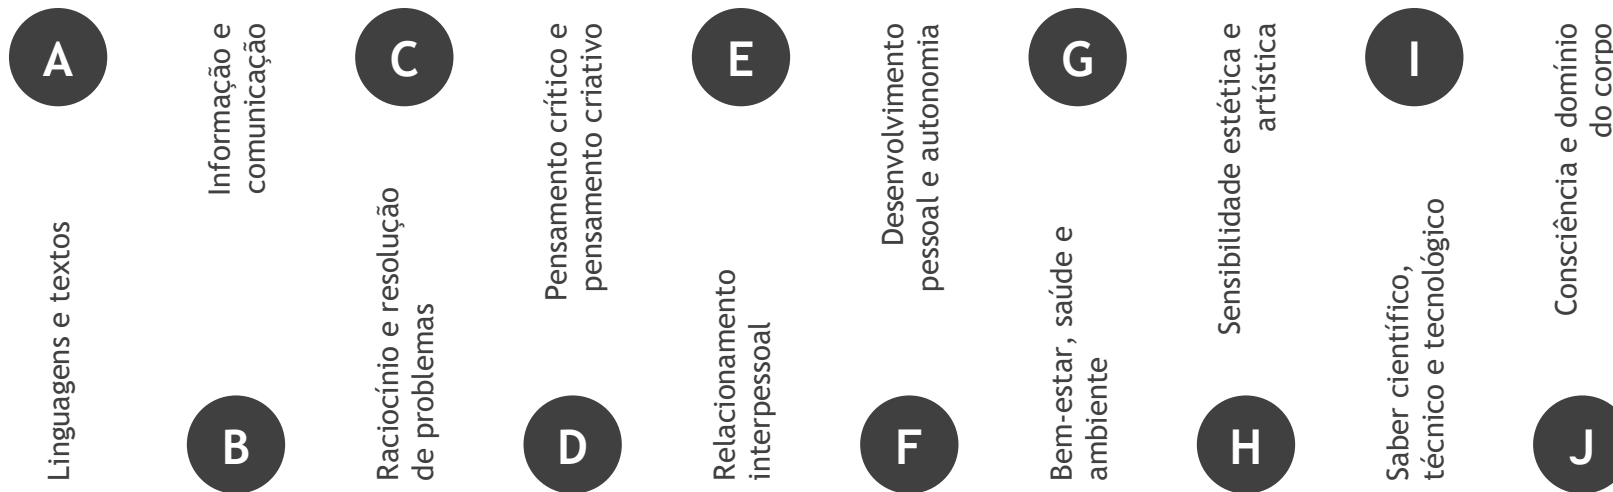 A
Linguagens e textos
Informação e
comunicação
B
C
Raciocínio e resolução
de problemas
Pensamento crítico e
pensamento criativo
D
E
Relacionamento
interpessoal
Desenvolvimento
pessoal e autonomia
F
G
Bem-estar, saúde e
ambiente
Sensibilidade estética e
artística
H
I
Saber científico,
técnico e tecnológico
Consciência e domínio
do corpo
J